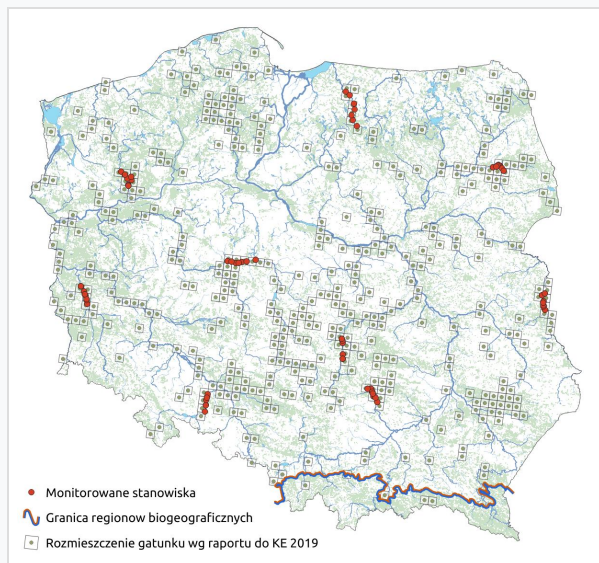 Monitorowane stanowiska
Granica regionow biogeograficznych
Rozmieszczenie gatunku wg raportu do KE 2019